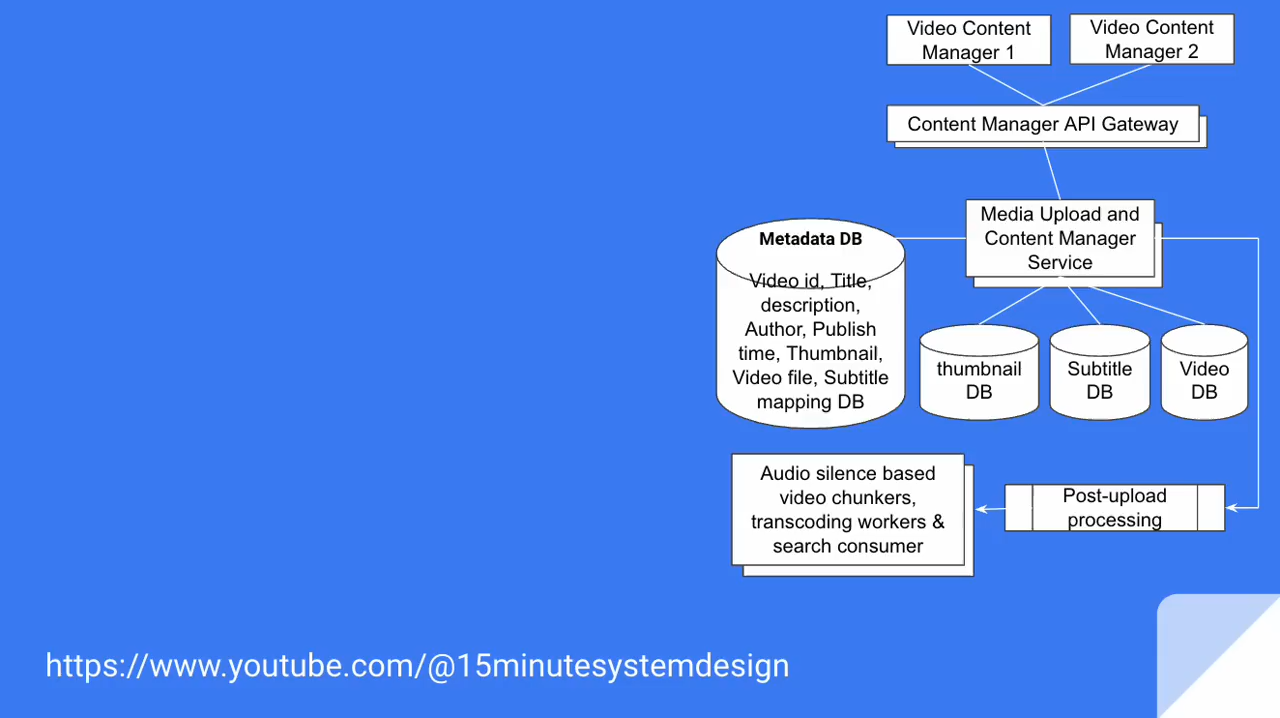 Video Content
Manager 1
Video Content
Manager 2
Content Manager API Gateway
Media Upload and
Content Manager
Service
Metadata DB
Video id, Title,
description,
Author, Publish
time, Thumbnail,
Video file, Subtitle
mapping DB
thumbnail
DB
Subtitle
DB
Video
DB
Audio silence based
video chunkers,
transcoding workers &
search consumer
Post-upload
processing
https://www.youtube.com/@15minutesystemdesign